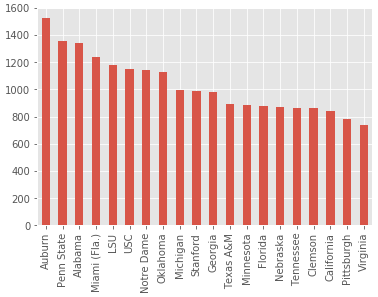 1600
1400
1200
1000
800
600
400
200
0
Auburn
Penn State
Alabama
Miami (Fla.)
LSU
USC
Notre Dame
Oklahoma
Michigan
Stanford
Georgia
Texas A&M
Minnesota
Florida
Nebraska
Tennessee
Clemson
California
Pittsburgh
Virginia